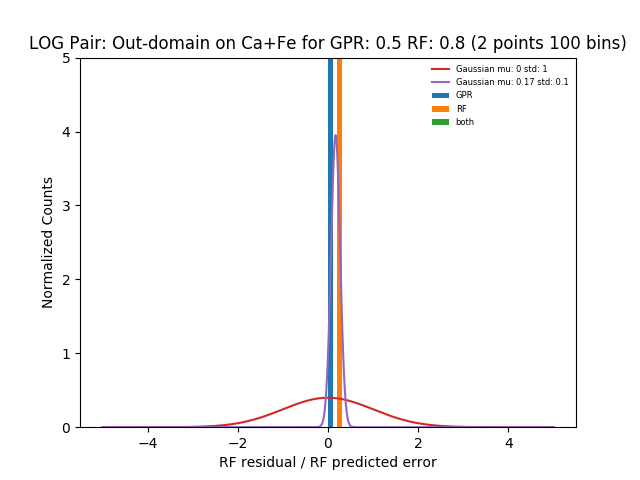 LOG Pair: Out-domain on Ca+Fe for GPR: 0.5 RF: 0.8 (2 points 100 bins)
Gaussian mu: 0 std: 1
Gaussian mu: 0.17 std: 0.1
GPR
RF
both
Normalized Counts
5
4
3
2
1
0
−4
−2
0
2
4
RF residual / RF predicted error